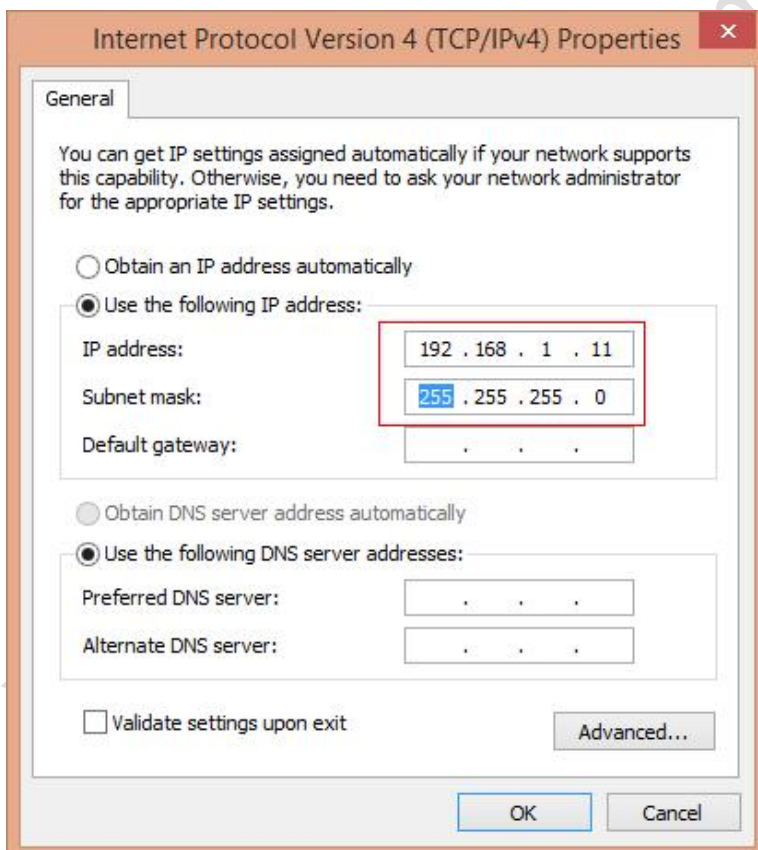 Internet Protocol Version 4 (TCP/IPv4) Properties
General
You can get IP settings assigned automatically if your network supports
this capability. Otherwise, you need to ask your network administrator
for the appropriate IP settings.
Obtain an IP address automatically
Use the following IP address:
IP address: 192 . 168 . 1 . 11
Subnet mask: 255 . 255 . 255 . 0
Default gateway: . . .
Obtain DNS server address automatically
Use the following DNS server addresses:
Preferred DNS server: . . .
Alternate DNS server: . . .
Validate settings upon exit
Advanced...
OK Cancel